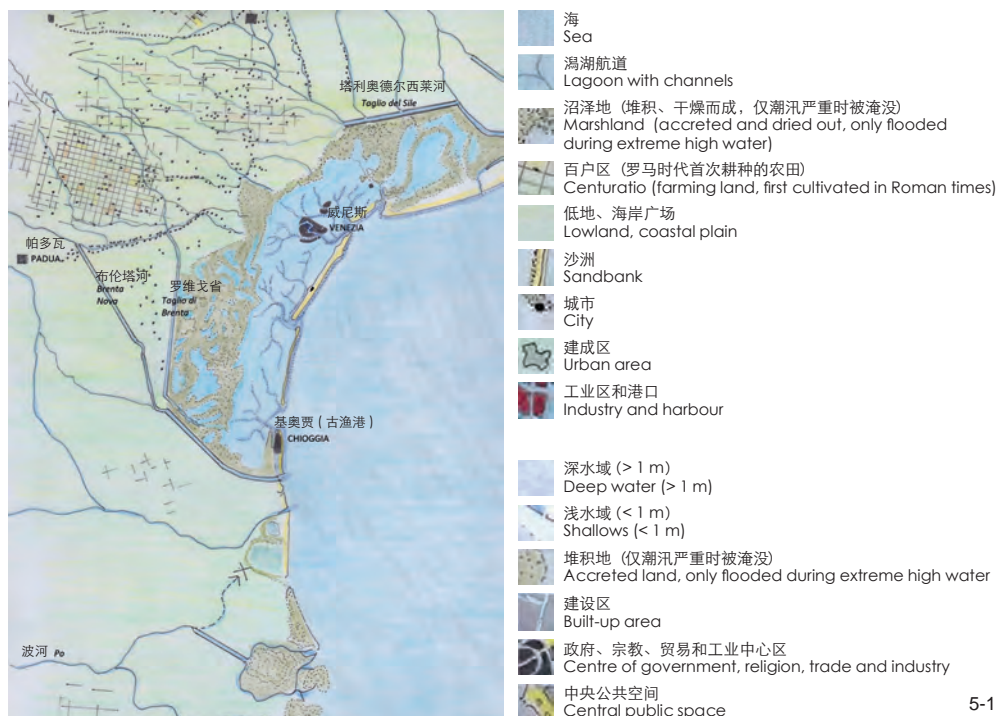 塔利奥德尔西莱河
Taglio del Sile
威尼斯
VENEZIA
帕多瓦
PADUA
布伦塔河
Brenta
Nova
罗维戈省
Taglio di
Brenta
基奥贾（古渔港）
CHIOGGIA
波河 Po
海
Sea
潟湖航道
Lagoon with channels
沼泽地（堆积、干燥而成，仅潮汛严重时被淹没）
Marshland (accreted and dried out, only flooded
during extreme high water)
百户区（罗马时代首次耕种的农田）
Centuratio (farming land, first cultivated in Roman times)
低地、海岸广场
Lowland, coastal plain
沙洲
Sandbank
城市
City
建成区
Urban area
工业区和港口
Industry and harbour
深水域（> 1 m）
Deep water (> 1 m)
浅水域（< 1 m）
Shallows (< 1 m)
堆积地（仅潮汛严重时被淹没）
Accreted land, only flooded during extreme high water
建设区
Built-up area
政府、宗教、贸易和工业中心区
Centre of government, religion, trade and industry
中央公共空间
Central public space
5-1